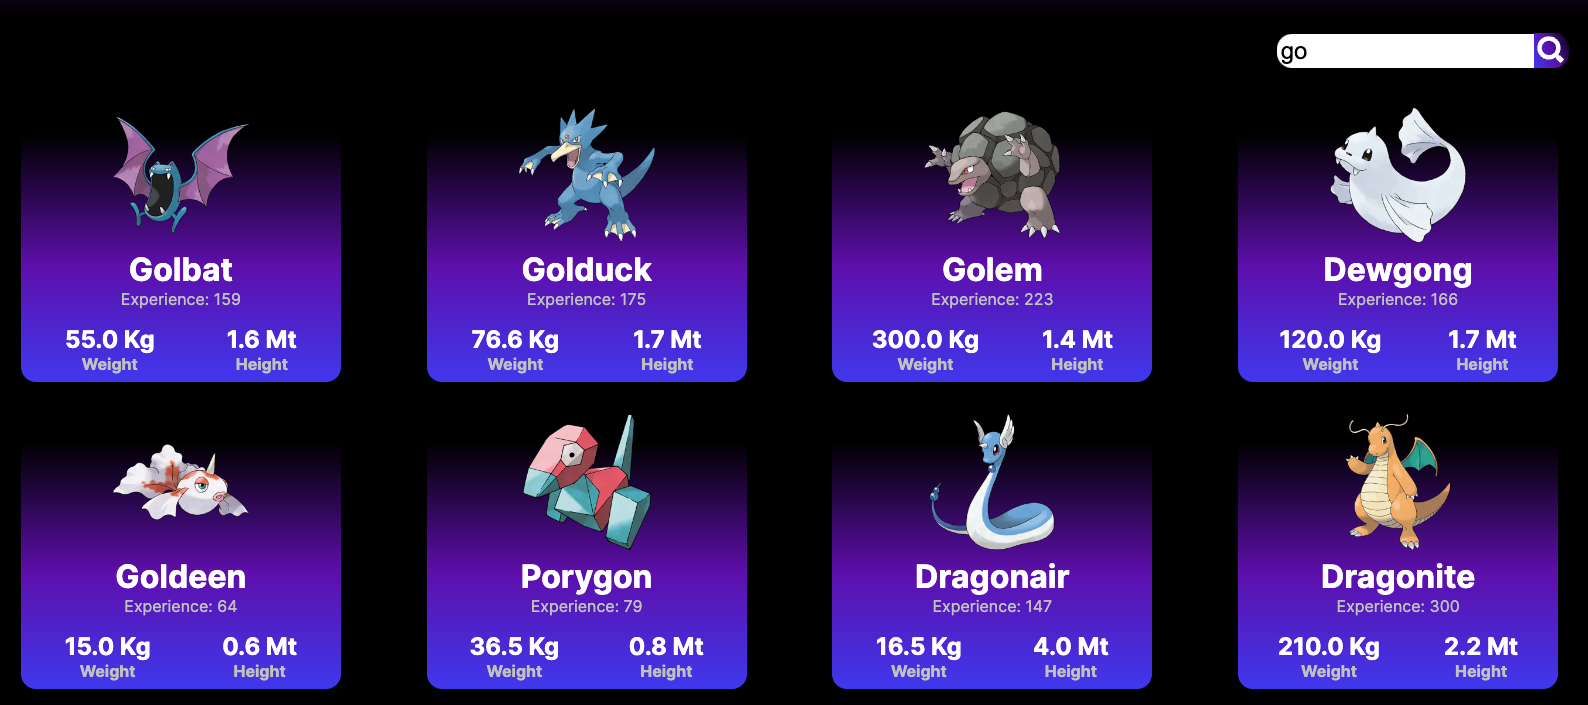 go
Golbat
Experience: 159
55.0 Kg 1.6 Mt
Weight Height
Golduck
Experience: 175
76.6 Kg 1.7 Mt
Weight Height
Golem
Experience: 223
300.0 Kg 1.4 Mt
Weight Height
Dewgong
Experience: 166
120.0 Kg 1.7 Mt
Weight Height
Goldeen
Experience: 64
15.0 Kg 0.6 Mt
Weight Height
Porygon
Experience: 79
36.5 Kg 0.8 Mt
Weight Height
Dragonair
Experience: 147
16.5 Kg 4.0 Mt
Weight Height
Dragonite
Experience: 300
210.0 Kg 2.2 Mt
Weight Height